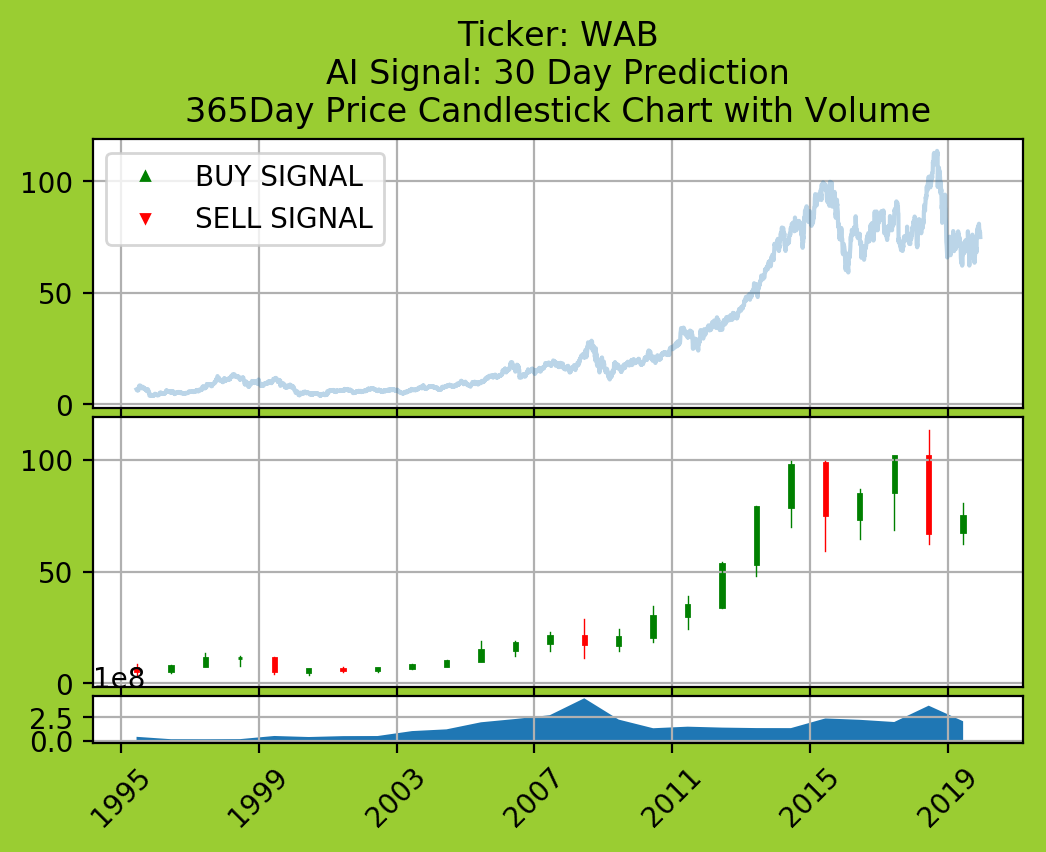 Ticker: WAB
AI Signal: 30 Day Prediction
365Day Price Candlestick Chart with Volume
BUY SIGNAL
SELL SIGNAL
100
50
0
100
50
0
1e8
2.5
0.0
1995
1999
2003
2007
2011
2015
2019